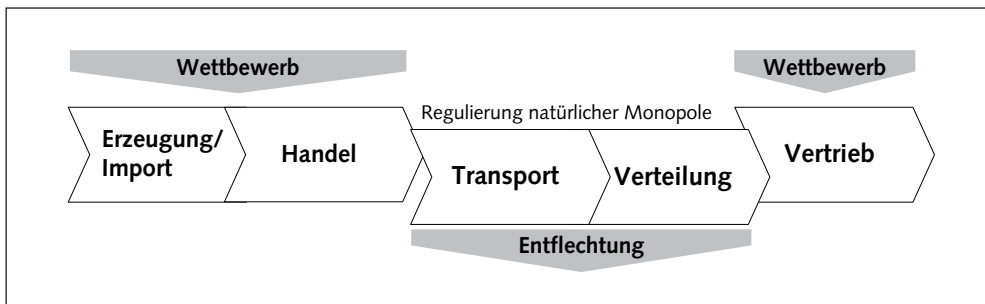 Wettbewerb
Wettbewerb
Regulierung natürlicher Monopole
Erzeugung/
Import
Handel
Transport
Verteilung
Vertrieb
Entflechtung